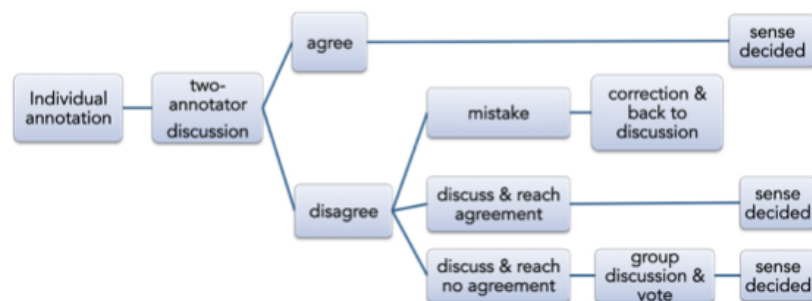 Individual
annotation
two-
annotator
discussion
agree
sense
decided
disagree
mistake
correction &
back to
discussion
discuss & reach
agreement
sense
decided
discuss & reach
no agreement
group
discussion &
vote
sense
decided